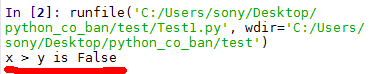 In [2]: runfile('C:/Users/sony/Desktop/
python_co_ban/test/Test1.py', wdir='C:/Users/
sony/Desktop/python_co_ban/test')
x > y is False